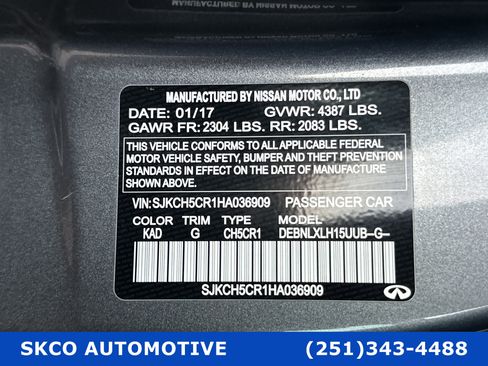 MANUFACTURED BY NISSAN MOTOR CO., LTD
DATE: 01/17 GVWR: 4387 LBS.
GAWR FR: 2304 LBS. RR: 2083 LBS.
THIS VEHICLE CONFORMS TO ALL APPLICABLE FEDERAL
MOTOR VEHICLE SAFETY, BUMPER AND THEFT PREVENTION
STANDARDS IN EFFECT ON THE DATE OF MANUFACTURE
SHOWN ABOVE.
VIN: SJKCH5CR1HA036909 PASSENGER CAR
COLOR TRIM TYPE MODEL
KAD G CH5CR1 DEBNLXLH15UUB-G-
SJKCH5CR1HA036909
SKCO AUTOMOTIVE (251)343-4488